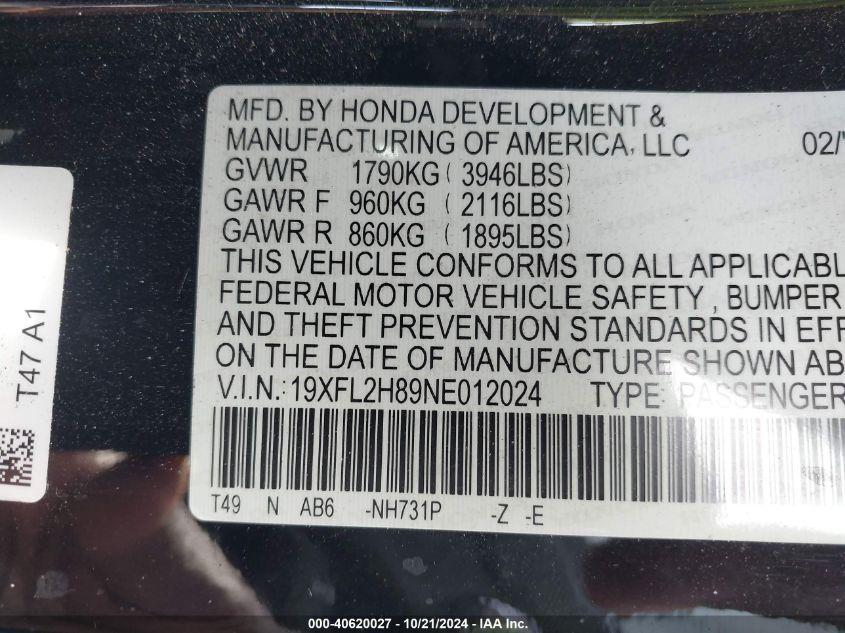 MFD. BY HONDA DEVELOPMENT &
MANUFACTURING OF AMERICA, LLC 02/
GVWR 1790KG ( 3946LBS)
GAWR F 960KG ( 2116LBS)
GAWR R 860KG ( 1895LBS)
THIS VEHICLE CONFORMS TO ALL APPLICABL
FEDERAL MOTOR VEHICLE SAFETY , BUMPER
AND THEFT PREVENTION STANDARDS IN EFF
ON THE DATE OF MANUFACTURE SHOWN AB
V.I.N.: 19XFL2H89NE012024 TYPE: PASSENGER
T49 N AB6 -NH731P -Z -E
T47 A1
000-40620027 - 10/21/2024 - IAA Inc.